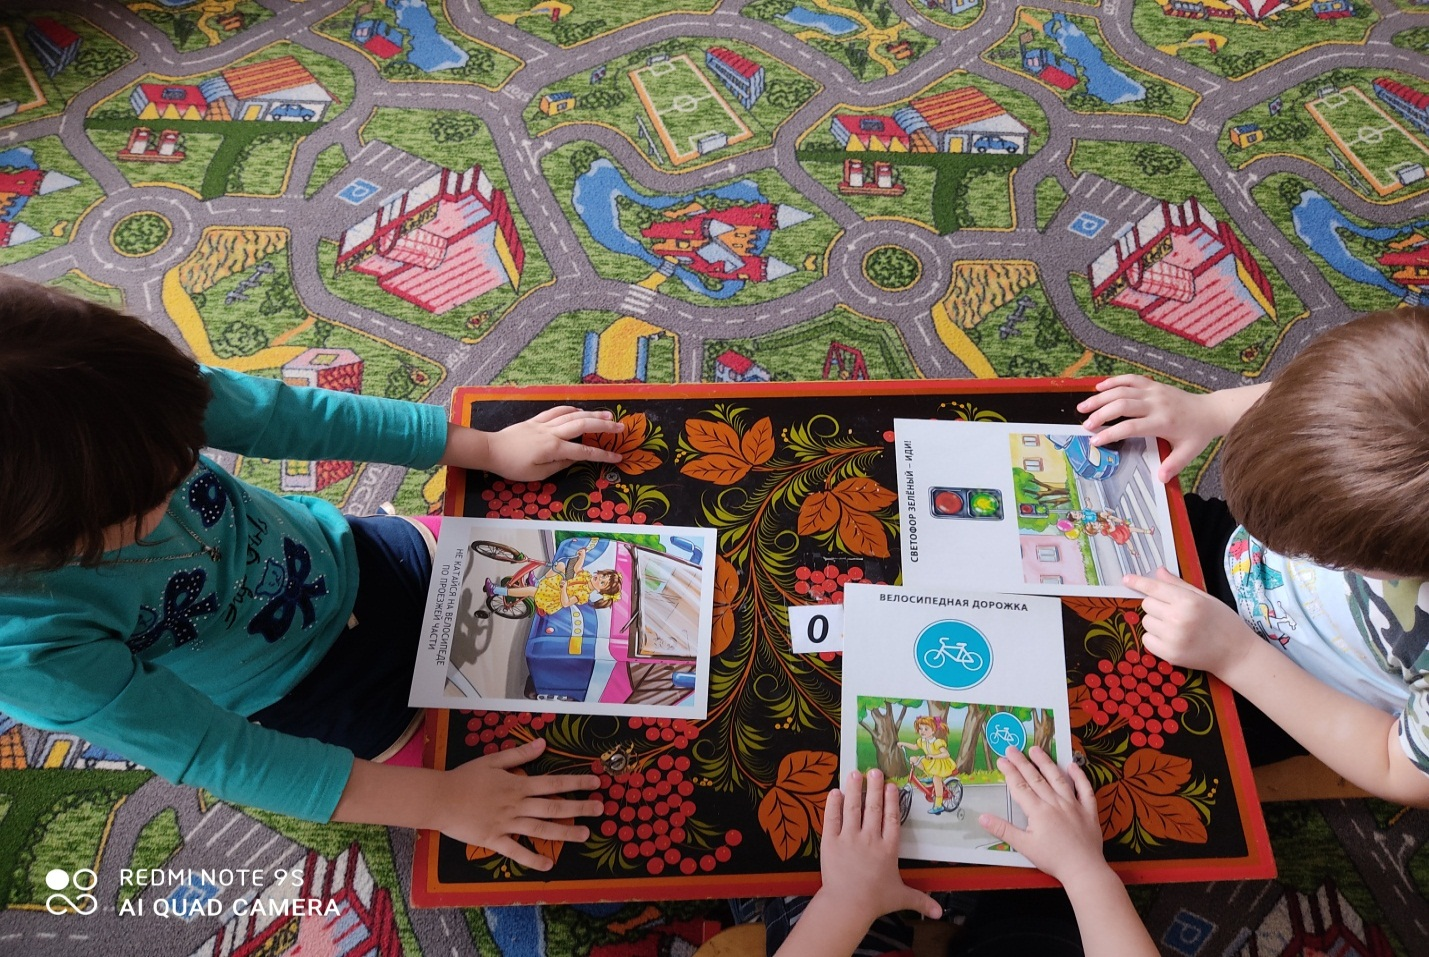 НЕ КАТАЙСЯ НА ВЕЛОСИПЕДЕ
ПО ПРОЕЗЖЕЙ ЧАСТИ
СВЕТОФОР ЗЕЛЁНЫЙ – ИДИ!
0
ВЕЛОСИПЕДНАЯ ДОРОЖКА
REDMI NOTE 9S
AI QUAD CAMERA